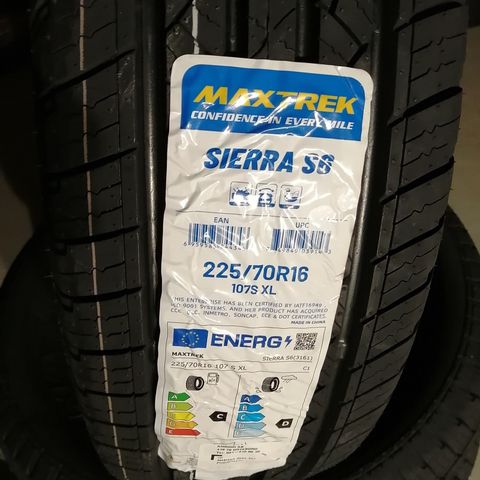 MAXTREK
CONFIDENCE IN EVERY MILE
SIERRA S6
EAN UPC
225/70R16
107S XL
THIS ENTERPRISE HAS BEEN CERTIFIED BY IATF16949
ISO 9001 SYSTEMS, AND HER PRODUCT HAS ACQUIRED
CCC, GCC, INMETRO, SONCAP, ECE & DOT CERTIFICATES.
MADE IN CHINA
ENERG
MAXTREK SIERRA S6(3161)
225/70R16 107 S XL C1
A A
B B
C C C
D D D
E E